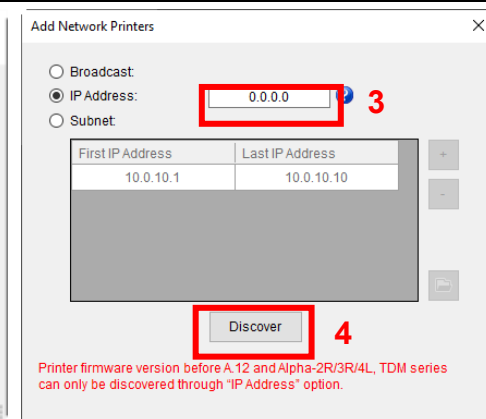 Add Network Printers
Broadcast:
IP Address: 0.0.0.0 ? 3
Subnet:
First IP Address Last IP Address
10.0.10.1 10.0.10.10
+
-
Discover 4
Printer firmware version before A.12 and Alpha-2R/3R/4L, TDM series
can only be discovered through “IP Address” option.